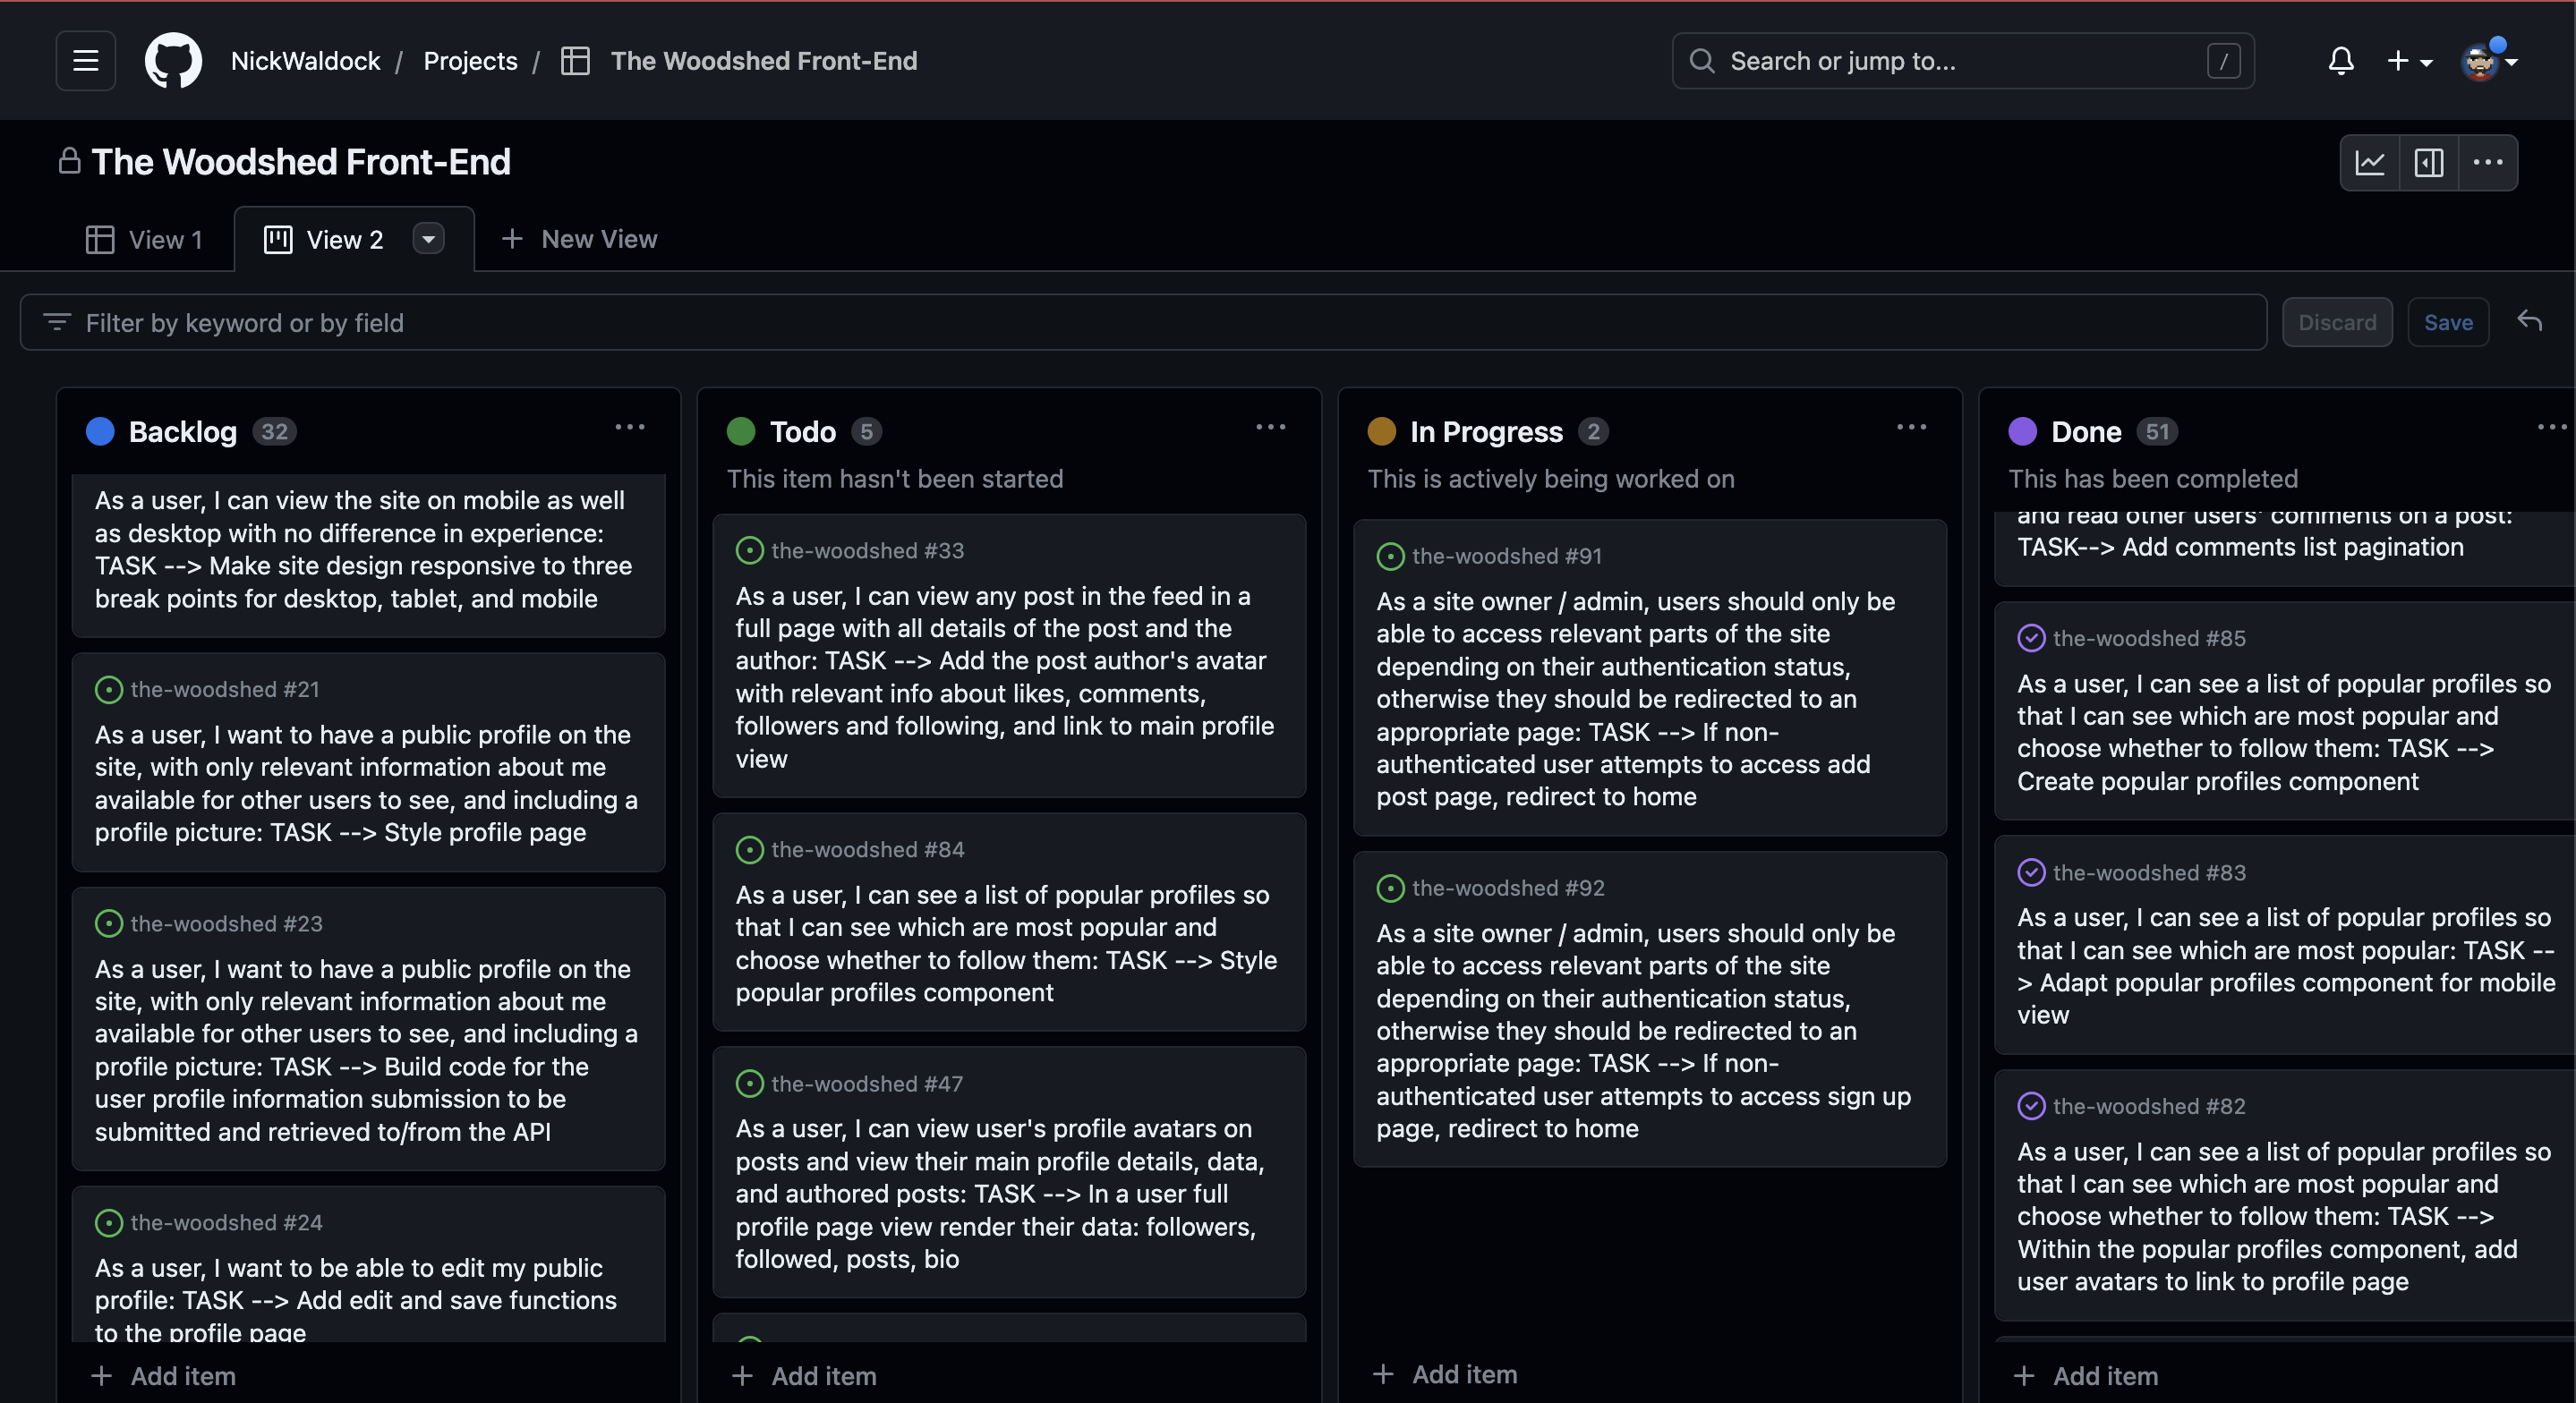 NickWaldock / Projects / The Woodshed Front-End
Search or jump to...
/
The Woodshed Front-End
View 1
View 2
New View
Filter by keyword or by field
Discard
Save
Backlog 32
As a user, I can view the site on mobile as well
as desktop with no difference in experience:
TASK --> Make site design responsive to three
break points for desktop, tablet, and mobile
the-woodshed #21
As a user, I want to have a public profile on the
site, with only relevant information about me
available for other users to see, and including a
profile picture: TASK --> Style profile page
the-woodshed #23
As a user, I want to have a public profile on the
site, with only relevant information about me
available for other users to see, and including a
profile picture: TASK --> Build code for the
user profile information submission to be
submitted and retrieved to/from the API
the-woodshed #24
As a user, I want to be able to edit my public
profile: TASK --> Add edit and save functions
to the profile page
Add item
Todo 5
This item hasn't been started
the-woodshed #33
As a user, I can view any post in the feed in a
full page with all details of the post and the
author: TASK --> Add the post author's avatar
with relevant info about likes, comments,
followers and following, and link to main profile
view
the-woodshed #84
As a user, I can see a list of popular profiles so
that I can see which are most popular and
choose whether to follow them: TASK --> Style
popular profiles component
the-woodshed #47
As a user, I can view user's profile avatars on
posts and view their main profile details, data,
and authored posts: TASK --> In a user full
profile page view render their data: followers,
followed, posts, bio
Add item
In Progress 2
This is actively being worked on
the-woodshed #91
As a site owner / admin, users should only be
able to access relevant parts of the site
depending on their authentication status,
otherwise they should be redirected to an
appropriate page: TASK --> If non-
authenticated user attempts to access add
post page, redirect to home
the-woodshed #92
As a site owner / admin, users should only be
able to access relevant parts of the site
depending on their authentication status,
otherwise they should be redirected to an
appropriate page: TASK --> If non-
authenticated user attempts to access sign up
page, redirect to home
Add item
Done 51
This has been completed
and read other users' comments on a post:
TASK--> Add comments list pagination
the-woodshed #85
As a user, I can see a list of popular profiles so
that I can see which are most popular and
choose whether to follow them: TASK -->
Create popular profiles component
the-woodshed #83
As a user, I can see a list of popular profiles so
that I can see which are most popular: TASK --
> Adapt popular profiles component for mobile
view
the-woodshed #82
As a user, I can see a list of popular profiles so
that I can see which are most popular and
choose whether to follow them: TASK -->
Within the popular profiles component, add
user avatars to link to profile page
Add item